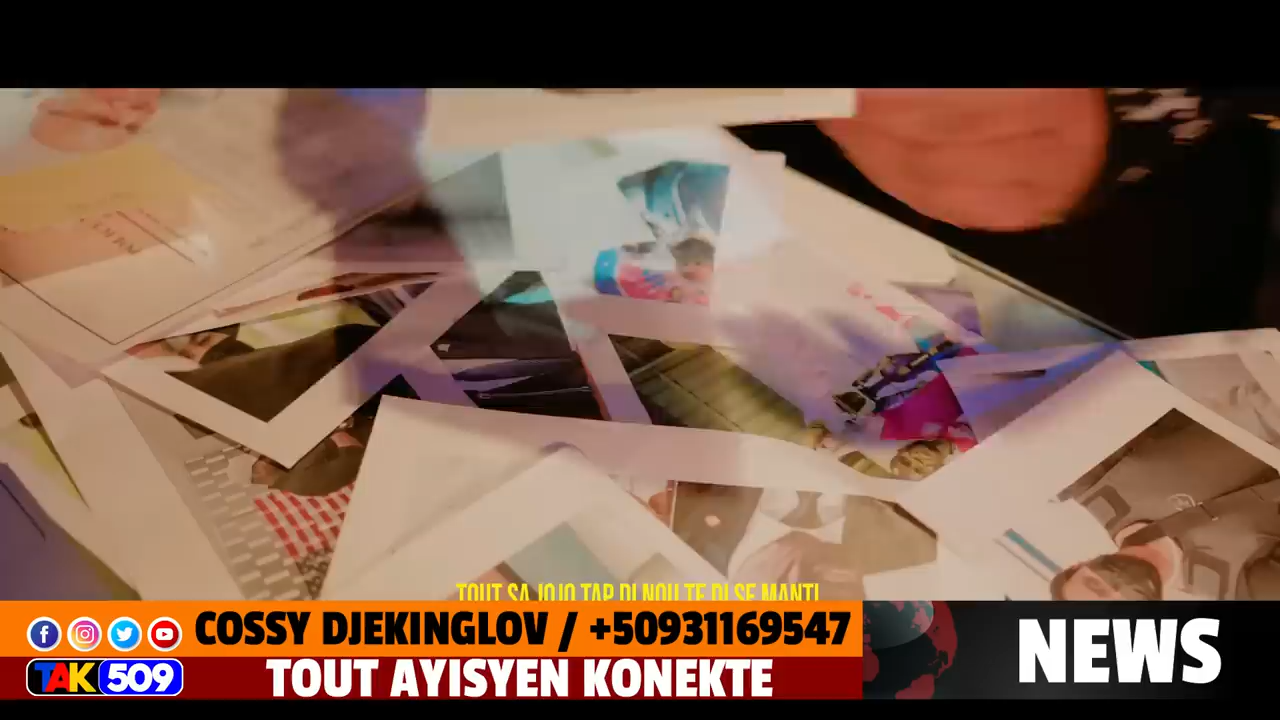 TOUT SA JOJO TAP DI NOU TE DI SE MANTI
COSSY DJEKINGLOV / +50931169547
NEWS
TAK 509
TOUT AYISYEN KONEKTE